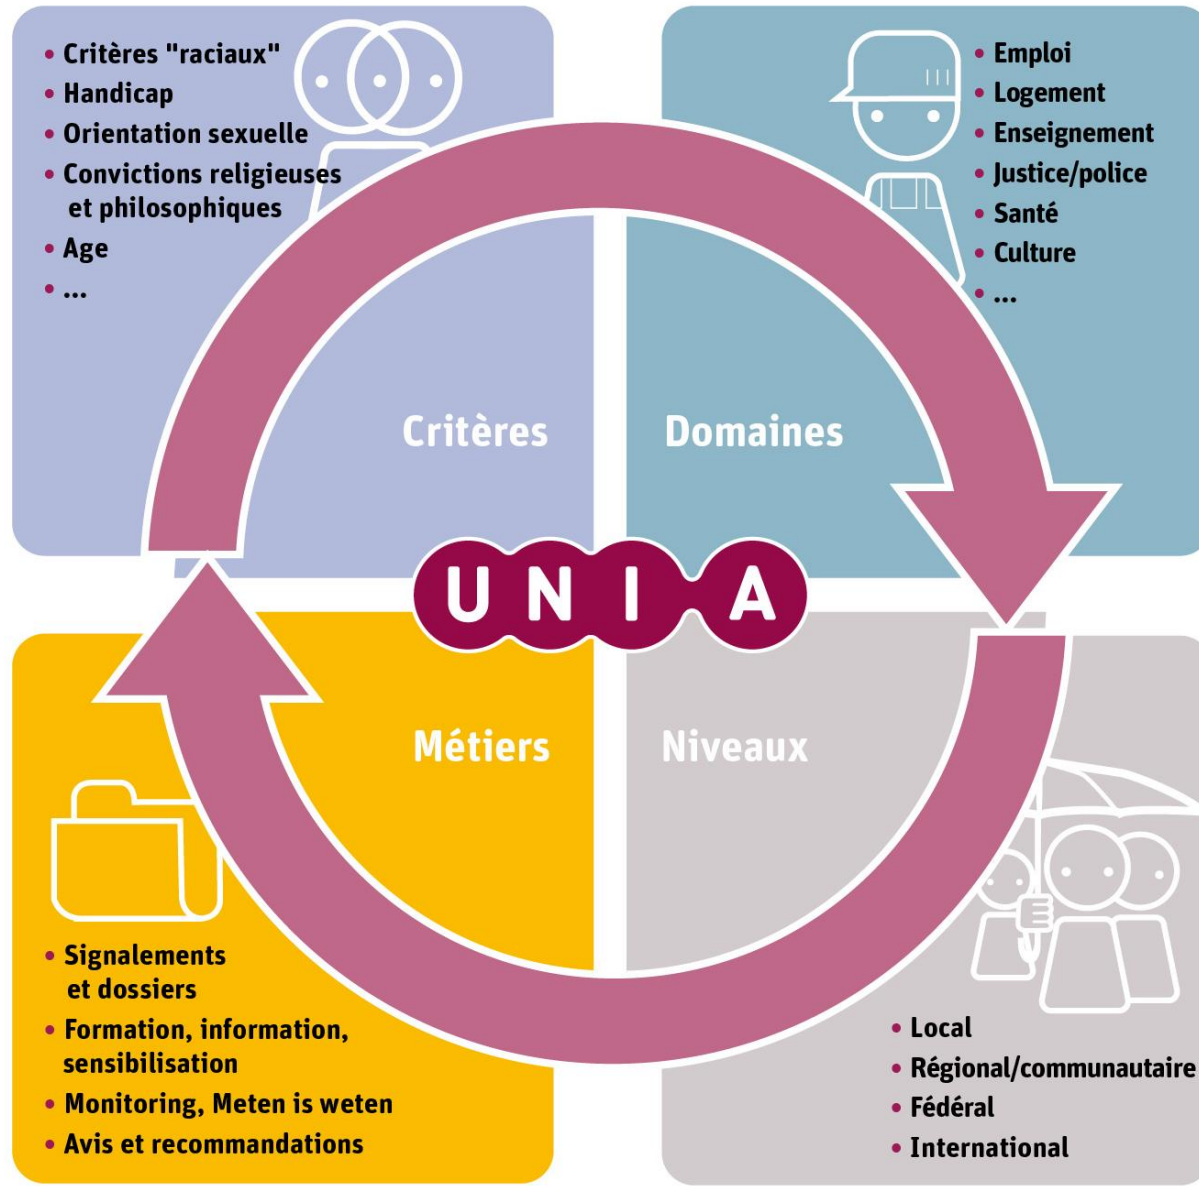 • Critères "raciaux"
• Handicap
• Orientation sexuelle
• Convictions religieuses
et philosophiques
• Age
• ...
• Emploi
• Logement
• Enseignement
• Justice/police
• Santé
• Culture
• ...
Critères
Domaines
UNIA
Métiers
Niveaux
• Signalements
et dossiers
• Formation, information,
sensibilisation
• Monitoring, Meten is weten
• Avis et recommandations
• Local
• Régional/communautaire
• Fédéral
• International